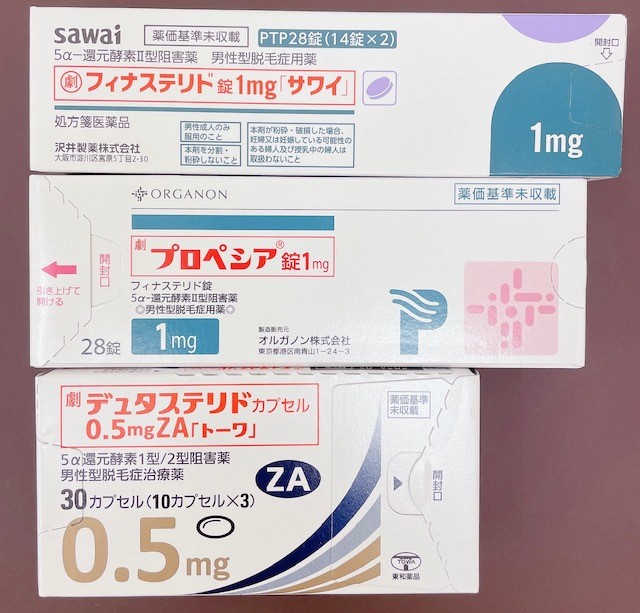 sawai
薬価基準未収載
PTP28錠(14錠×2)
5α-還元酵素Ⅱ型阻害薬 男性型脱毛症用薬
劇 フィナステリド錠1mg「サワイ」
開封口
処方箋医薬品
男性成人のみ
服用のこと
本剤を分割・
粉砕しないこと
本剤が粉砕・破損した場合、
妊婦又は妊娠している可能性の
ある婦人及び授乳中の婦人は
取扱わないこと
沢井製薬株式会社
大阪市淀川区宮原5丁目2-30
1mg
ORGANON
薬価基準未収載
劇 プロペシア®錠1mg
開封口
引き上げて
開ける
フィナステリド錠
5α-還元酵素Ⅱ型阻害薬
◎男性型脱毛症用薬◎
28錠
1mg
製造販売元
オルガノン株式会社
東京都港区南青山1-24-3
劇 デュタステリドカプセル
0.5mgZA「トーワ」
薬価基準
未収載
5α還元酵素1型/2型阻害薬
男性型脱毛症治療薬
ZA
開封口
30カプセル(10カプセル×3)
0.5mg
TOWA
東和薬品